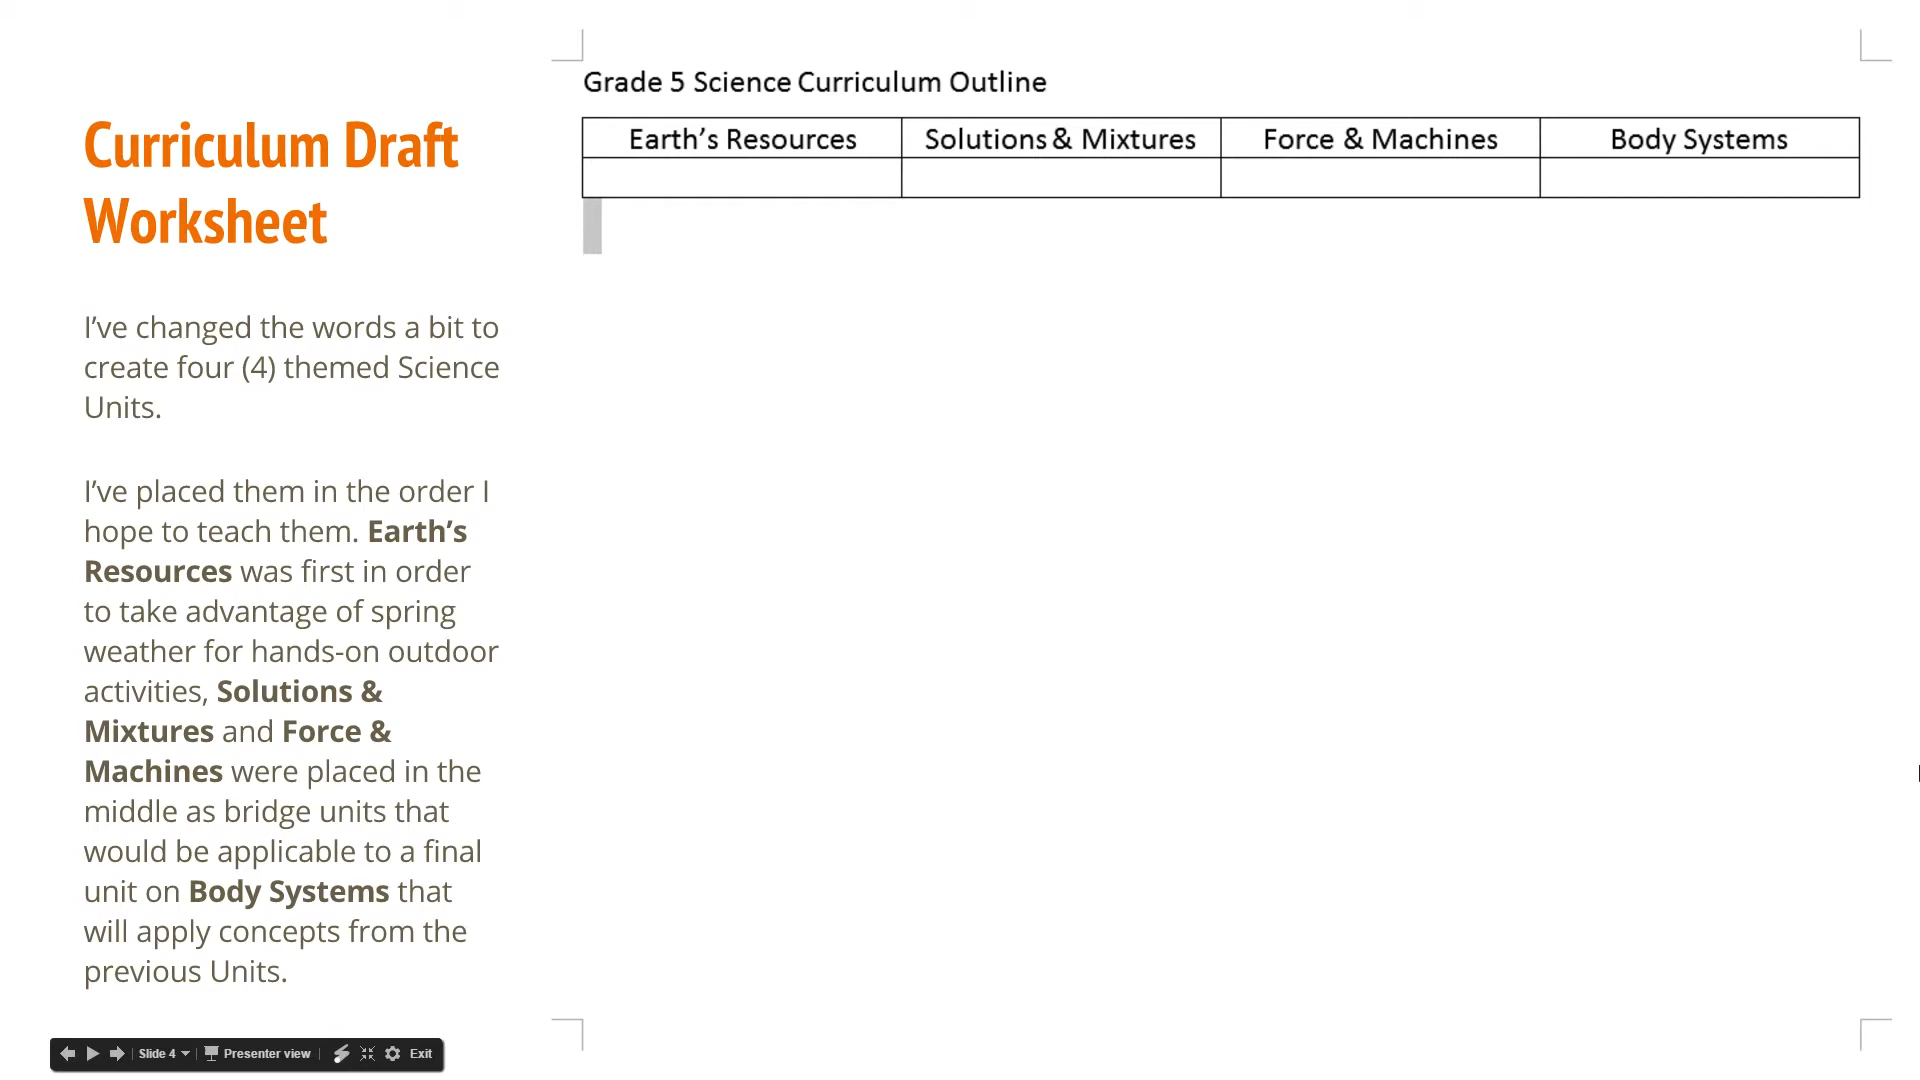 Curriculum Draft
Worksheet
I’ve changed the words a bit to
create four (4) themed Science
Units.
I’ve placed them in the order I
hope to teach them. Earth’s
Resources was first in order
to take advantage of spring
weather for hands-on outdoor
activities, Solutions &
Mixtures and Force &
Machines were placed in the
middle as bridge units that
would be applicable to a final
unit on Body Systems that
will apply concepts from the
previous Units.
Grade 5 Science Curriculum Outline
Earth’s Resources Solutions & Mixtures Force & Machines Body Systems
Slide 4 Presenter view Exit